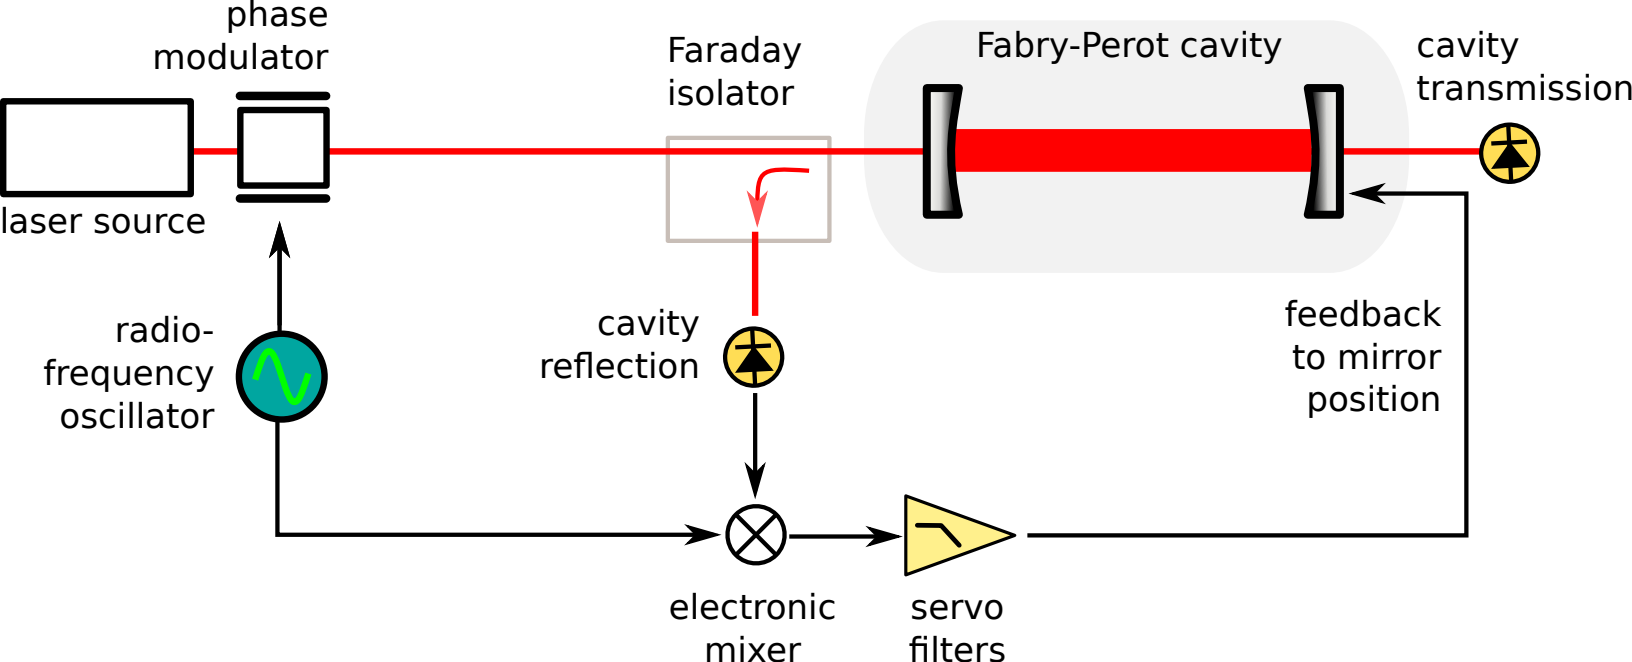 phase
modulator
Faraday
isolator
Fabry-Perot cavity
cavity
transmission
laser source
radio-
frequency
oscillator
cavity
reflection
feedback
to mirror
position
electronic
mixer
servo
filters